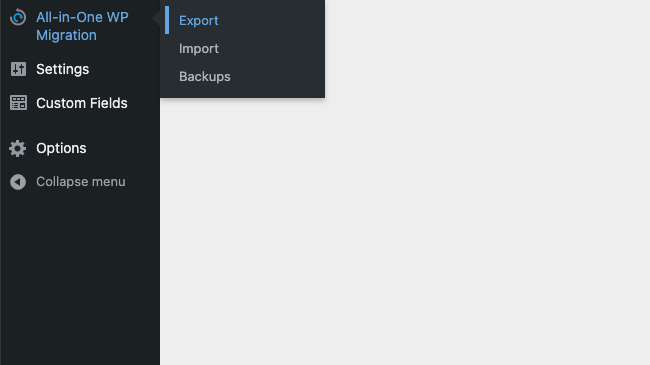 All-in-One WP
Migration
Export
Import
Backups
Settings
Custom Fields
Options
Collapse menu